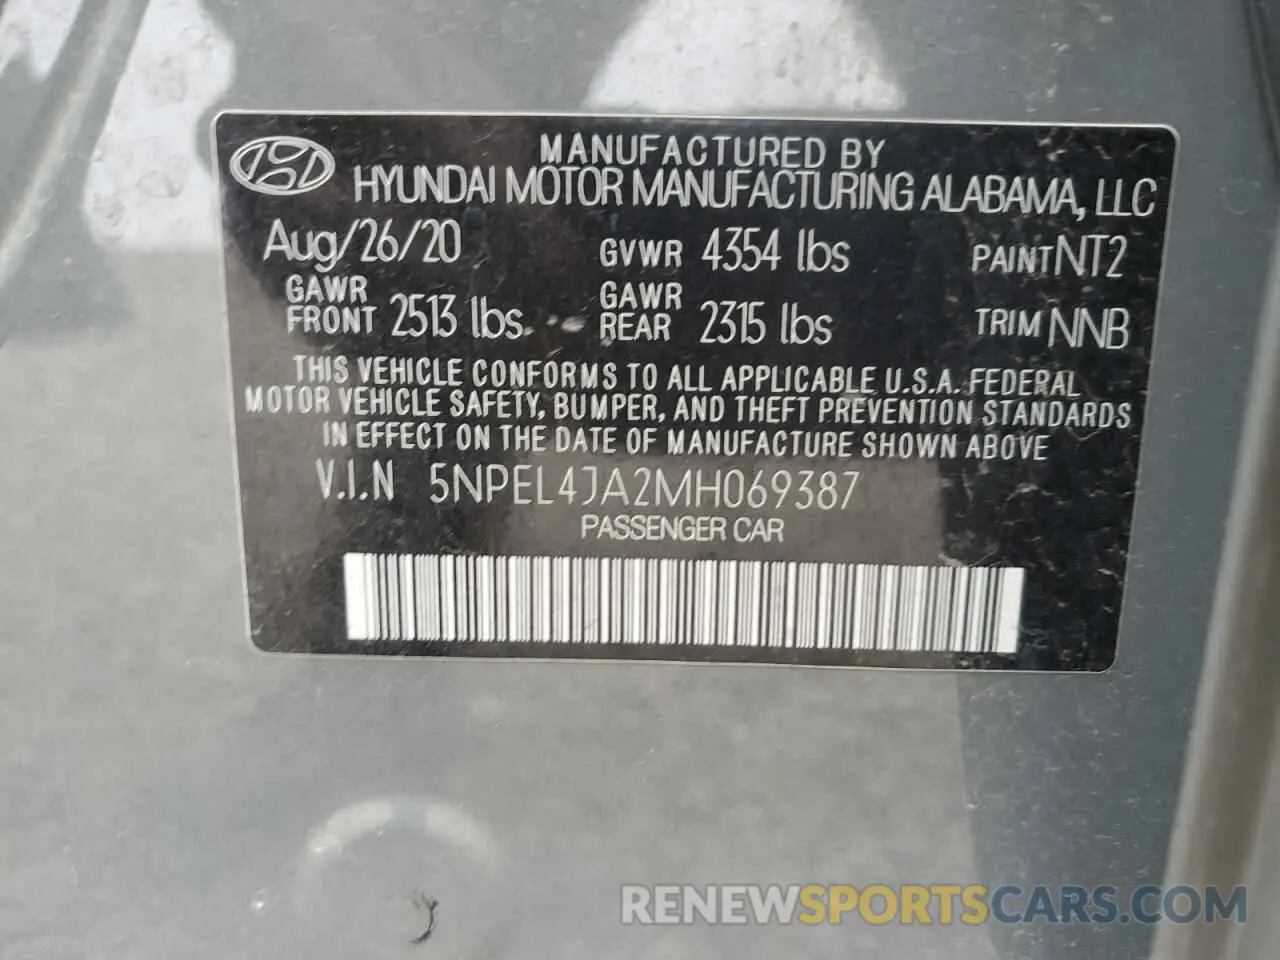 MANUFACTURED BY
HYUNDAI MOTOR MANUFACTURING ALABAMA, LLC
Aug/26/20 GVWR 4354 lbs PAINT NT2
GAWR FRONT 2513 lbs. GAWR REAR 2315 lbs TRIM NNB
THIS VEHICLE CONFORMS TO ALL APPLICABLE U.S.A. FEDERAL
MOTOR VEHICLE SAFETY, BUMPER, AND THEFT PREVENTION STANDARDS
IN EFFECT ON THE DATE OF MANUFACTURE SHOWN ABOVE
V.I.N 5NPEL4JA2MH069387
PASSENGER CAR
RENEWSPORTSCARS.COM